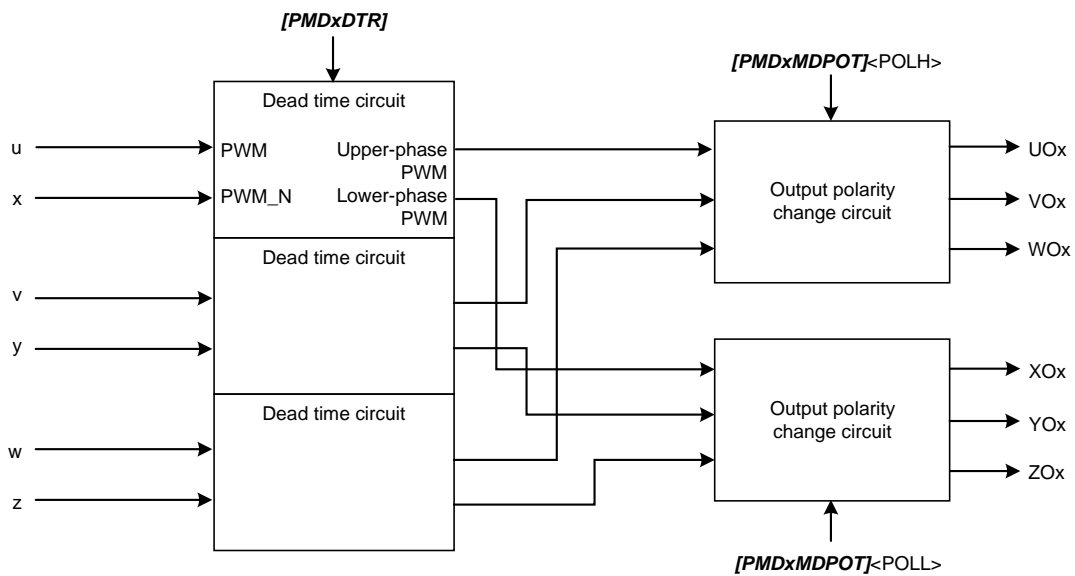 [PMDxDTR]
[PMDxMDPOT]<POLH>
Dead time circuit
u
PWM
Upper-phase
PWM
x
PWM_N
Lower-phase
PWM
Output polarity
change circuit
UOx
VOx
WOx
Dead time circuit
v
y
Dead time circuit
w
z
Output polarity
change circuit
XOx
YOx
ZOx
[PMDxMDPOT]<POLL>